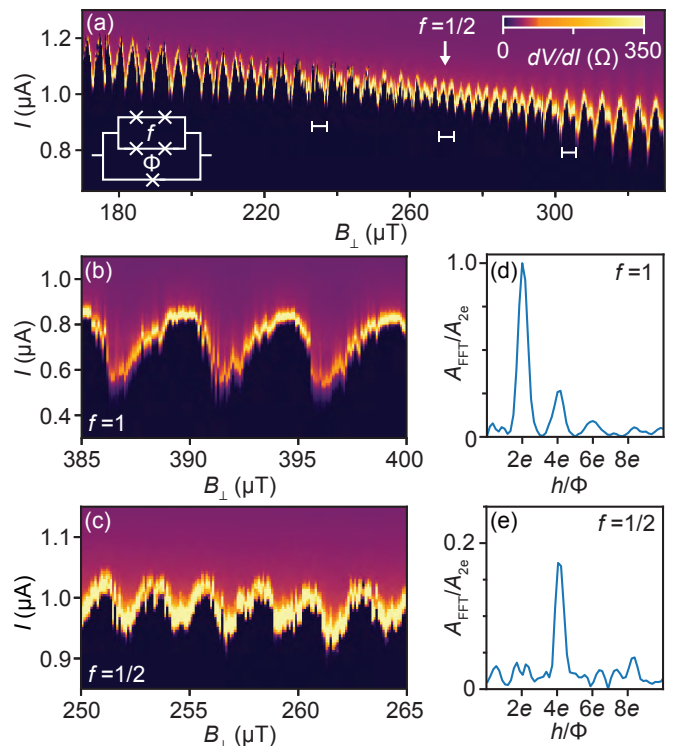 (a)
f=1/2
0
350
dV/dI (Ω)
I (μA)
1.2
1.0
0.8
f
Φ
180
220
260
300
B⊥ (μT)
(b)
I (μA)
1.0
0.8
0.6
0.4
f=1
385
390
395
400
B⊥ (μT)
(d)
f=1
A_FFT/A_2e
1.0
0
2e
4e
6e
8e
h/Φ
(c)
I (μA)
1.1
1.0
0.9
f=1/2
250
255
260
265
B⊥ (μT)
(e)
f=1/2
A_FFT/A_2e
0.2
0
2e
4e
6e
8e
h/Φ